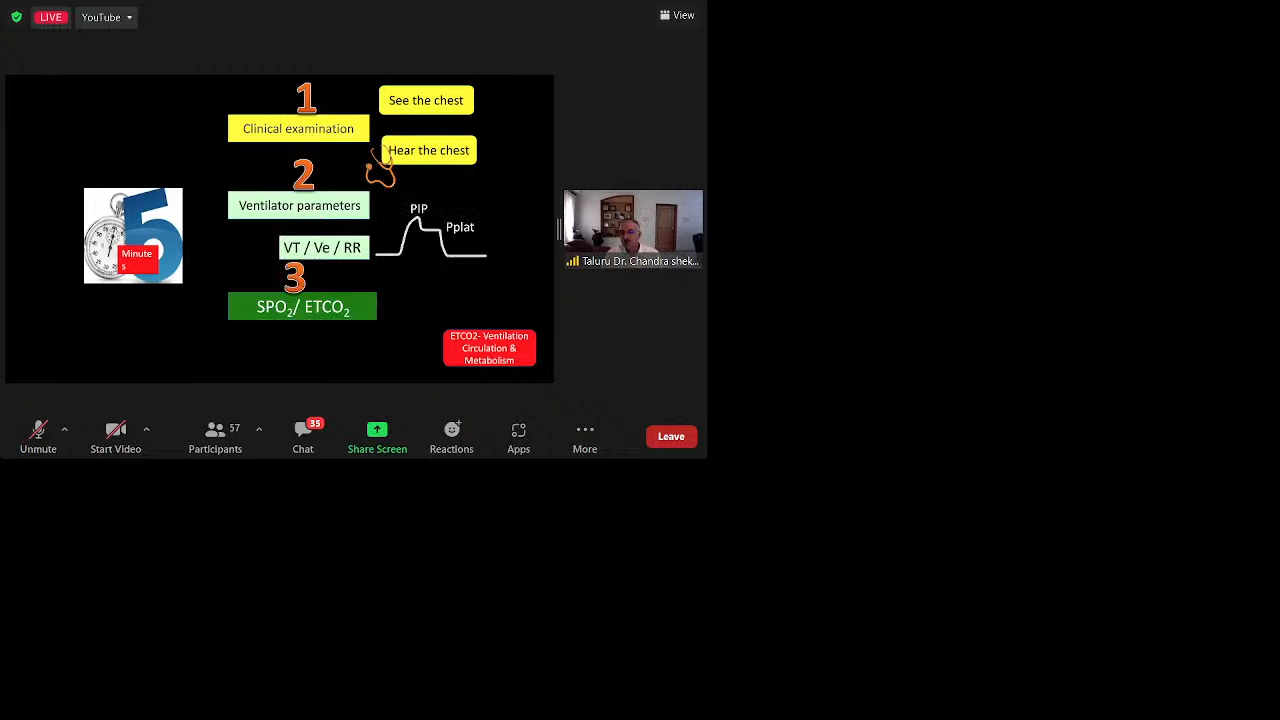 LIVE
YouTube
View
1
Clinical examination
See the chest
Hear the chest
2
Ventilator parameters
VT / Ve / RR
PIP
Pplat
5
Minute
s
3
SPO2/ ETCO2
ETCO2- Ventilation
Circulation &
Metabolism
Taluru Dr. Chandra shek...
Unmute
Start Video
57
Participants
35
Chat
Share Screen
Reactions
Apps
More
Leave